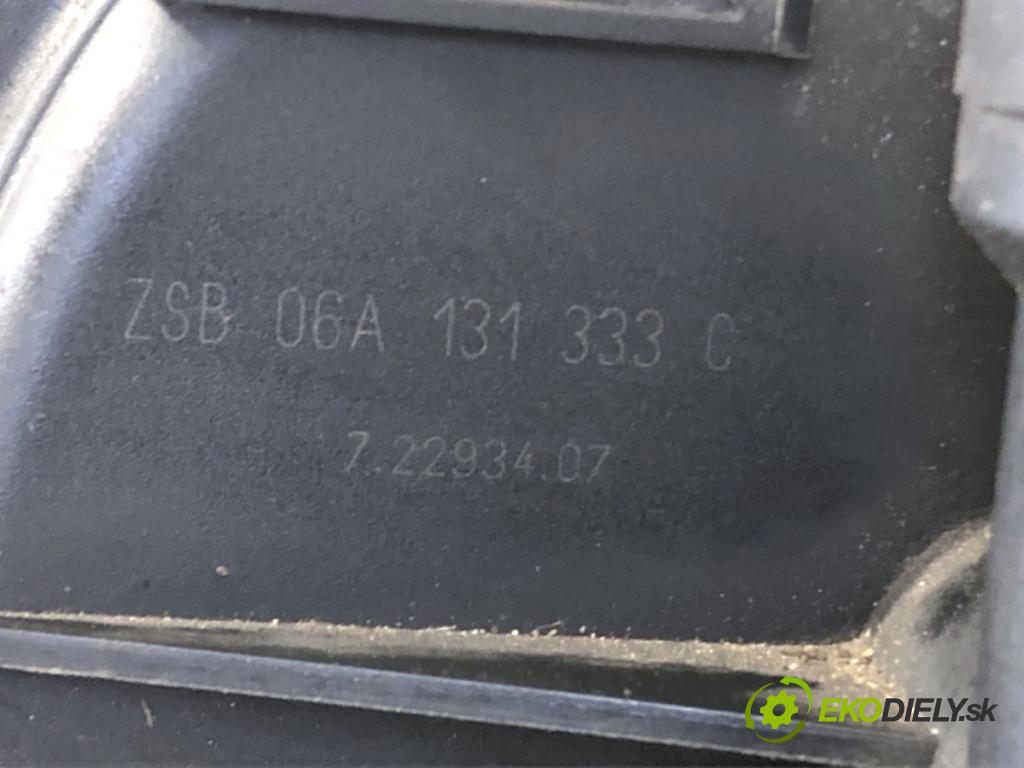 ZSB 06A 131 333 C
7.22934.07
EKODIELY.sk